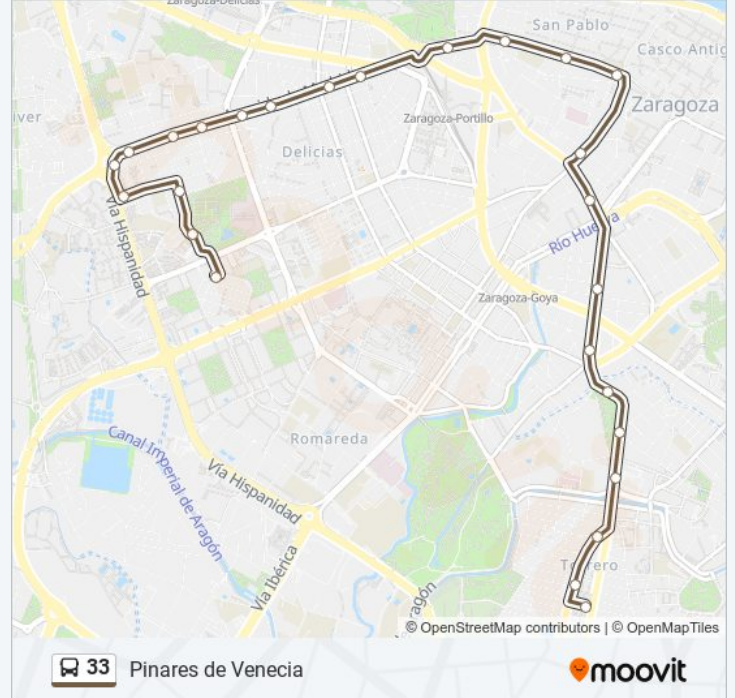 Zaragoza-Delicias
San Pablo
Casco Antig
Zaragoza
iver
Zaragoza-Portillo
Delicias
Vía Hispanidad
Río Huerva
Zaragoza-Goya
Romareda
Canal Imperial de Aragón
Vía Hispanidad
Vía Ibérica
Torrero
ragón
© OpenStreetMap contributors | © OpenMapTiles
33 Pinares de Venecia
moovit